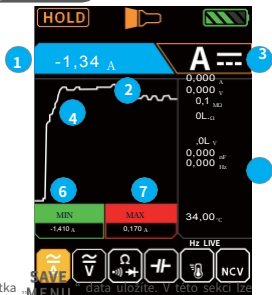 HOLD
1 -1,34 A A 3
0,000 A
0,000 V
0,1 MΩ
0L.Ω
,0L V
0,000 nF
0,000 Hz
2
4
6 7
MIN MAX
-1,410 A 0,170 A
34,00 °C
Hz LIVE
V Ω NCV
SAVE
tka „MENU “ data uložíte. V této sekci lze